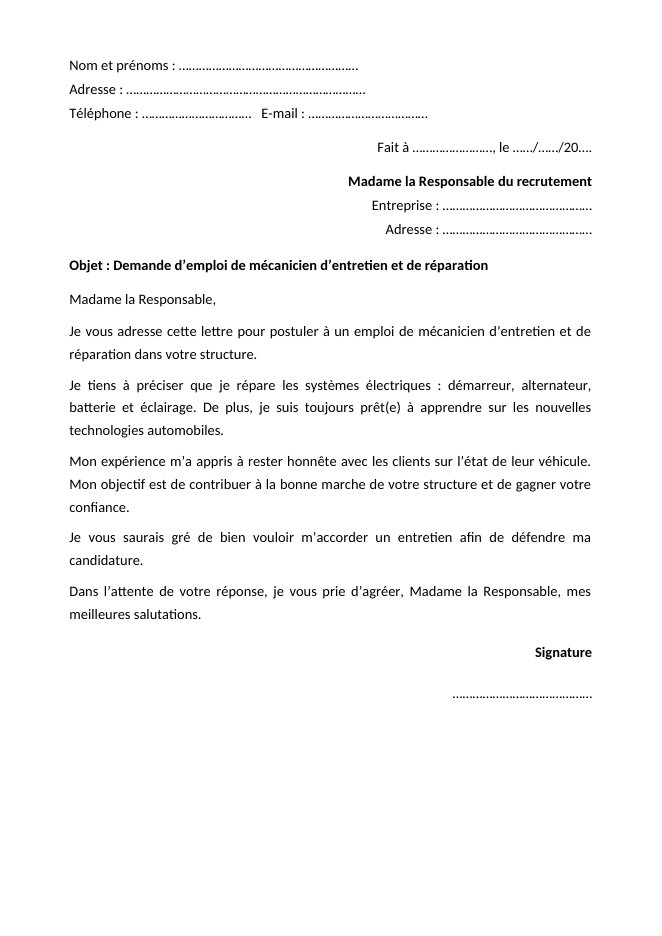 Nom et prénoms : ………………………………………………
Adresse : ………………………………………………………………
Téléphone : …………………………… E-mail : ………………………………
Fait à ……………………, le ……/……/20….
Madame la Responsable du recrutement
Entreprise : ………………………………………
Adresse : ………………………………………
Objet : Demande d’emploi de mécanicien d’entretien et de réparation
Madame la Responsable,
Je vous adresse cette lettre pour postuler à un emploi de mécanicien d’entretien et de
réparation dans votre structure.
Je tiens à préciser que je répare les systèmes électriques : démarreur, alternateur,
batterie et éclairage. De plus, je suis toujours prêt(e) à apprendre sur les nouvelles
technologies automobiles.
Mon expérience m’a appris à rester honnête avec les clients sur l’état de leur véhicule.
Mon objectif est de contribuer à la bonne marche de votre structure et de gagner votre
confiance.
Je vous saurais gré de bien vouloir m’accorder un entretien afin de défendre ma
candidature.
Dans l’attente de votre réponse, je vous prie d’agréer, Madame la Responsable, mes
meilleures salutations.
Signature
……………………………………